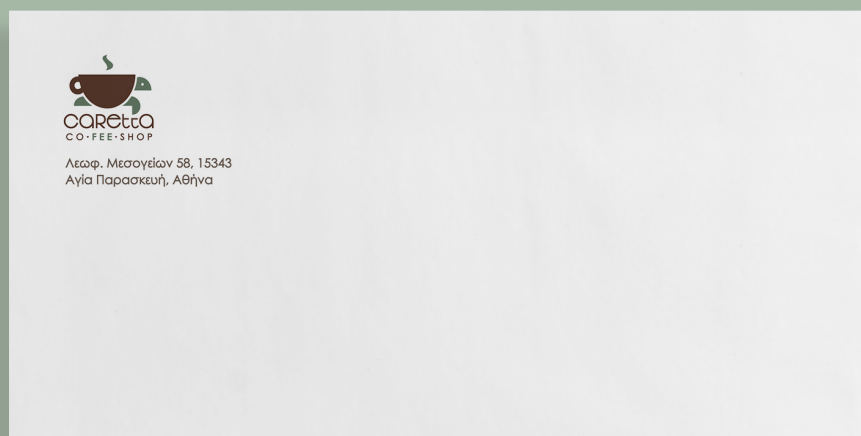 caretta
CO·FEE·SHOP
Λεωφ. Μεσογείων 58, 15343
Αγία Παρασκευή, Αθήνα